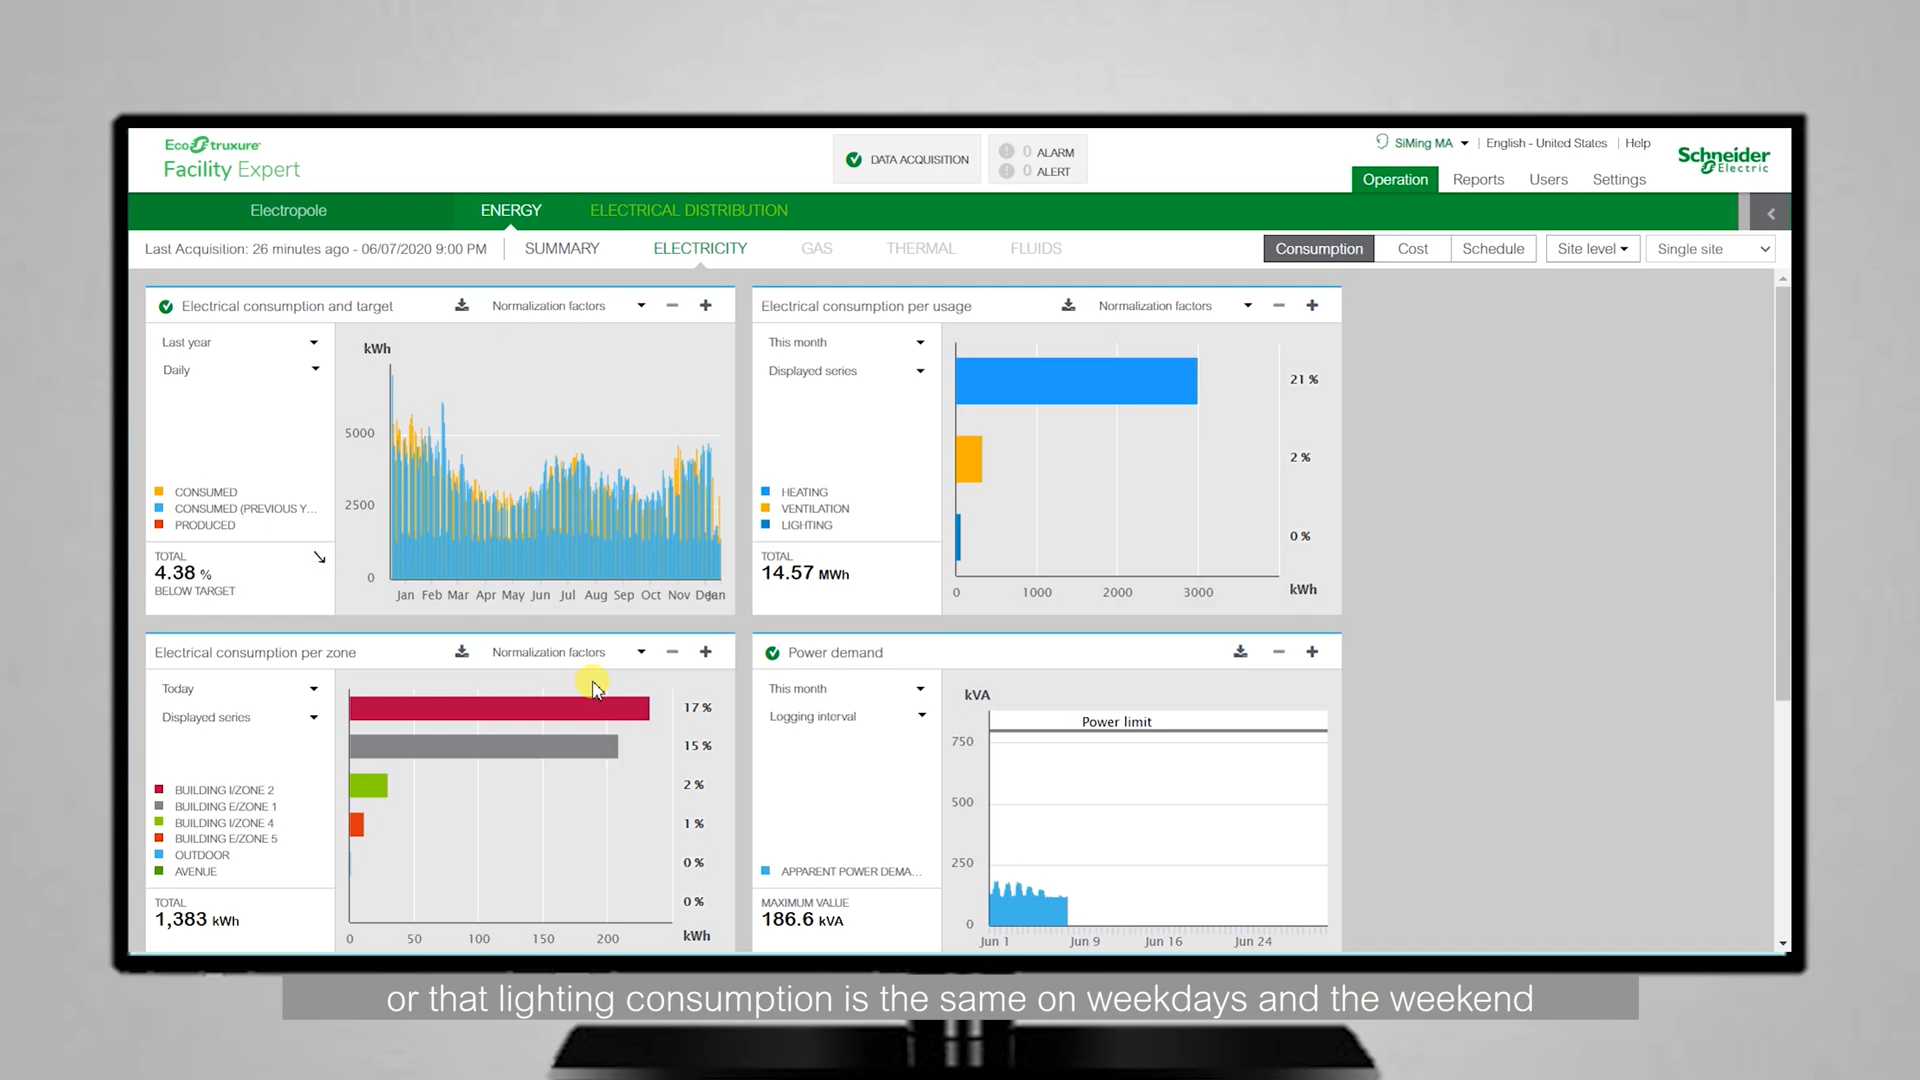 EcoStruxure
Facility Expert
DATA ACQUISITION
0 ALARM
0 ALERT
SiMing MA
English - United States
Help
Schneider
Electric
Operation
Reports
Users
Settings
Electropole
ENERGY
ELECTRICAL DISTRIBUTION
Last Acquisition: 26 minutes ago - 06/07/2020 9:00 PM
SUMMARY
ELECTRICITY
GAS
THERMAL
FLUIDS
Consumption
Cost
Schedule
Site level
Single site
Electrical consumption and target
Normalization factors
Last year
Daily
CONSUMED
CONSUMED (PREVIOUS Y...
PRODUCED
TOTAL
4.38 %
BELOW TARGET
kWh
5000
2500
0
Jan Feb Mar Apr May Jun Jul Aug Sep Oct Nov Dec Jan
Electrical consumption per usage
Normalization factors
This month
Displayed series
HEATING
VENTILATION
LIGHTING
TOTAL
14.57 MWh
21 %
2 %
0 %
0 1000 2000 3000 kWh
Electrical consumption per zone
Normalization factors
Today
Displayed series
BUILDING I/ZONE 2
BUILDING E/ZONE 1
BUILDING I/ZONE 4
BUILDING E/ZONE 5
OUTDOOR
AVENUE
TOTAL
1,383 kWh
17 %
15 %
2 %
1 %
0 %
0 %
0 50 100 150 200 kWh
Power demand
This month
Logging interval
APPARENT POWER DEMA...
MAXIMUM VALUE
186.6 kVA
kVA
Power limit
750
500
250
0
Jun 1 Jun 9 Jun 16 Jun 24
or that lighting consumption is the same on weekdays and the weekend